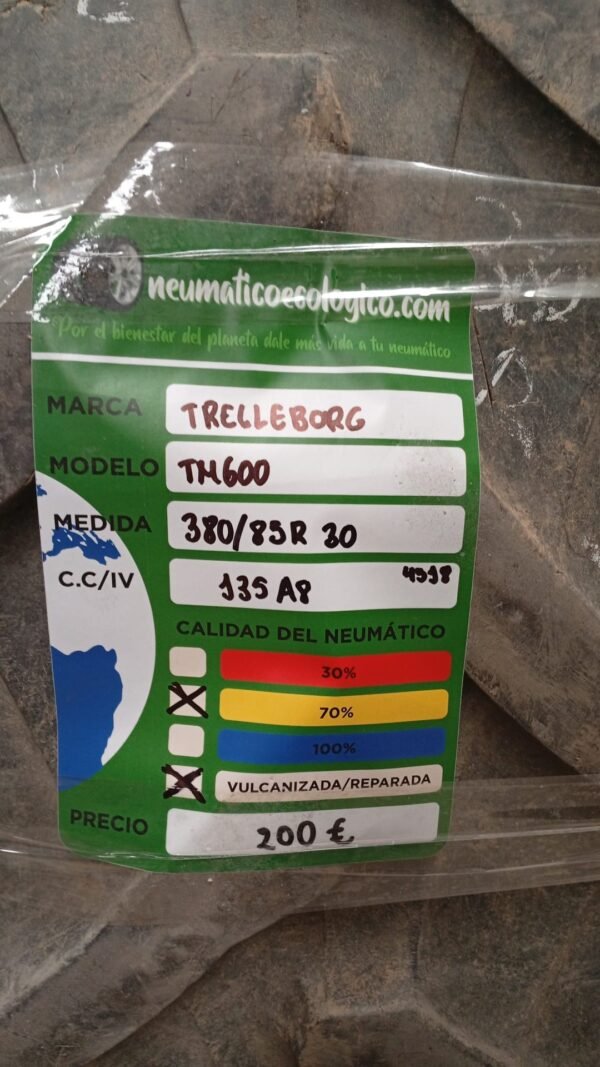 neumaticoecologico.com
Por el bienestar del planeta dale más vida a tu neumático
MARCA TRELLEBORG
MODELO TM600
MEDIDA 380/85R 30
C.C/IV 135 A8 4518
CALIDAD DEL NEUMÁTICO
30%
X 70%
100%
X VULCANIZADA/REPARADA
PRECIO 200 €